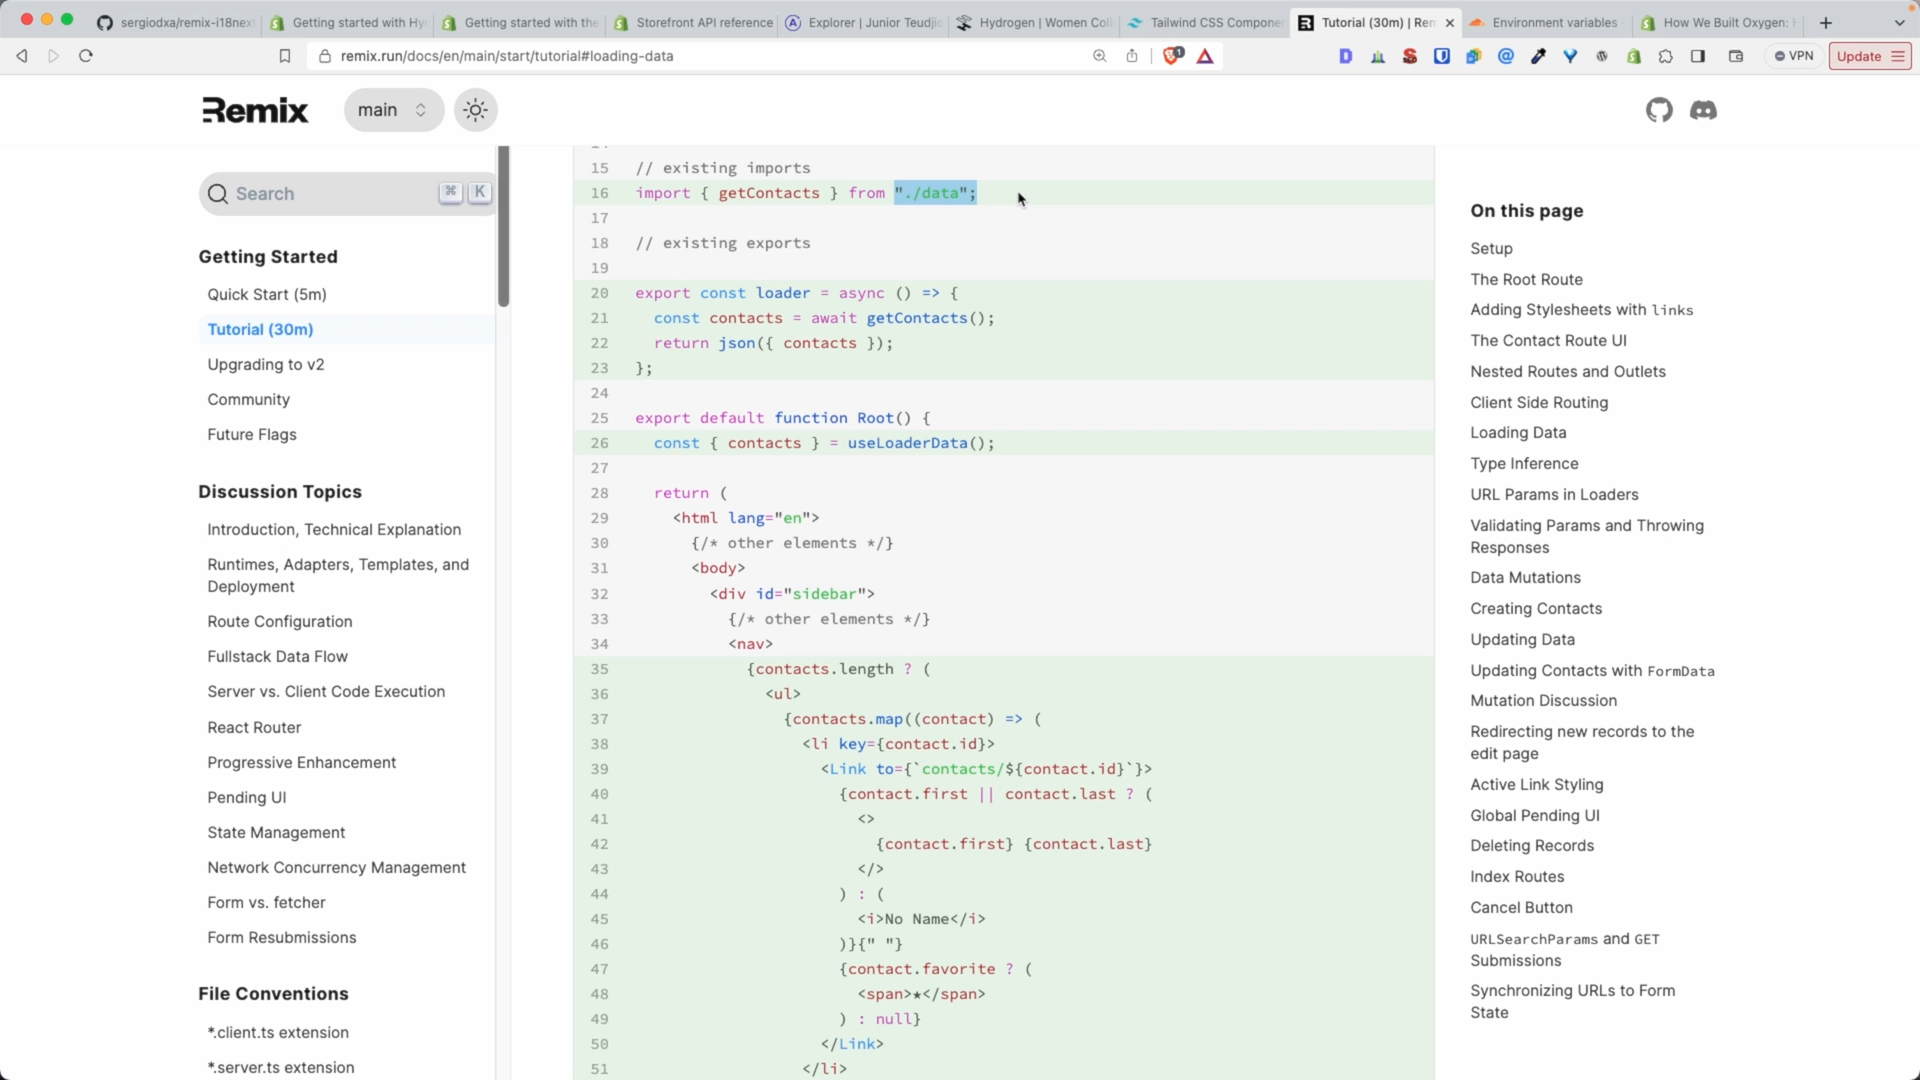 sergiodxa/remix-i18nex
Getting started with Hy
Getting started with the
Storefront API reference
Explorer | Junior Teudjio
Hydrogen | Women Coll
Tailwind CSS Componen
Tutorial (30m) | Rem
Environment variables
How We Built Oxygen: H
remix.run/docs/en/main/start/tutorial#loading-data
VPN
Update
Remix
main
Search
⌘ K
Getting Started
Quick Start (5m)
Tutorial (30m)
Upgrading to v2
Community
Future Flags
Discussion Topics
Introduction, Technical Explanation
Runtimes, Adapters, Templates, and
Deployment
Route Configuration
Fullstack Data Flow
Server vs. Client Code Execution
React Router
Progressive Enhancement
Pending UI
State Management
Network Concurrency Management
Form vs. fetcher
Form Resubmissions
File Conventions
*.client.ts extension
*.server.ts extension
15 // existing imports
16 import { getContacts } from "./data";
17
18 // existing exports
19
20 export const loader = async () => {
21 const contacts = await getContacts();
22 return json({ contacts });
23 };
24
25 export default function Root() {
26 const { contacts } = useLoaderData();
27
28 return (
29 <html lang="en">
30 {/* other elements */}
31 <body>
32 <div id="sidebar">
33 {/* other elements */}
34 <nav>
35 {contacts.length ? (
36 <ul>
37 {contacts.map((contact) => (
38 <li key={contact.id}>
39 <Link to={`contacts/${contact.id}`}>
40 {contact.first || contact.last ? (
41 <>
42 {contact.first} {contact.last}
43 </>
44 ) : (
45 <i>No Name</i>
46 )}{" "}
47 {contact.favorite ? (
48 <span>★</span>
49 ) : null}
50 </Link>
51 </li>
On this page
Setup
The Root Route
Adding Stylesheets with links
The Contact Route UI
Nested Routes and Outlets
Client Side Routing
Loading Data
Type Inference
URL Params in Loaders
Validating Params and Throwing
Responses
Data Mutations
Creating Contacts
Updating Data
Updating Contacts with FormData
Mutation Discussion
Redirecting new records to the
edit page
Active Link Styling
Global Pending UI
Deleting Records
Index Routes
Cancel Button
URLSearchParams and GET
Submissions
Synchronizing URLs to Form
State